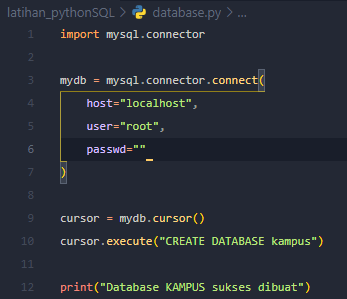 latihan_pythonSQL > database.py > ...
1 import mysql.connector
2
3 mydb = mysql.connector.connect(
4 host="localhost",
5 user="root",
6 passwd=""
7 )
8
9 cursor = mydb.cursor()
10 cursor.execute("CREATE DATABASE kampus")
11
12 print("Database KAMPUS sukses dibuat")